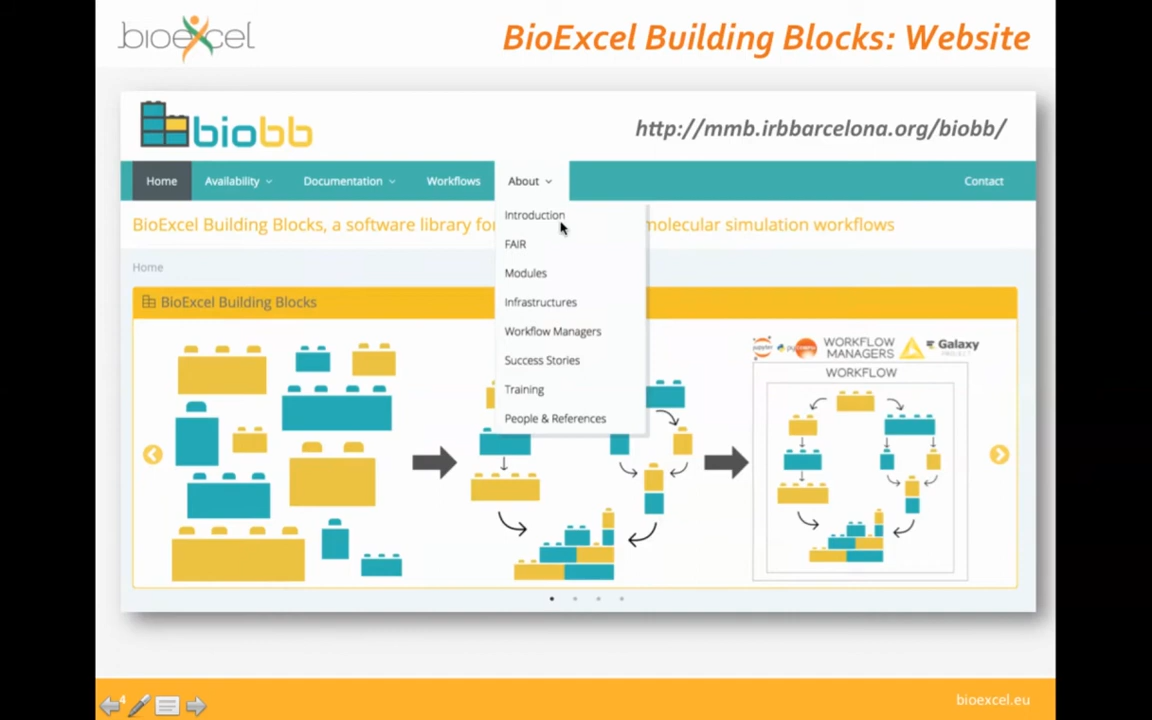 bioexcel
BioExcel Building Blocks: Website
biobb
http://mmb.irbbarcelona.org/biobb/
Home
Availability
Documentation
Workflows
About
Contact
Introduction
FAIR
Modules
Infrastructures
Workflow Managers
Success Stories
Training
People & References
BioExcel Building Blocks, a software library for
molecular simulation workflows
Home
BioExcel Building Blocks
WORKFLOW
MANAGERS
Galaxy
PROJECT
WORKFLOW
4
bioexcel.eu